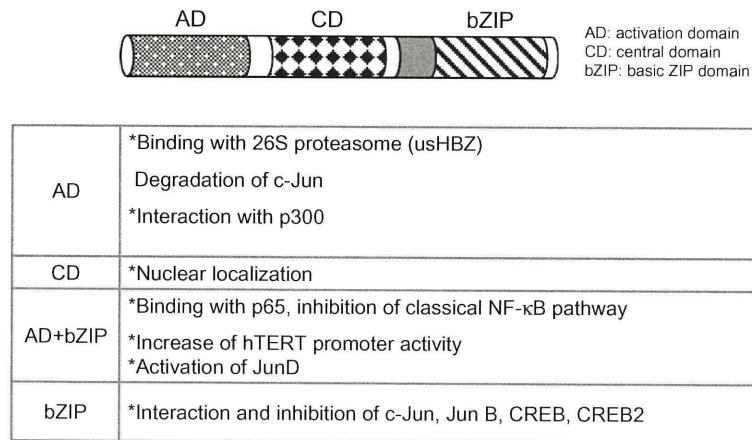 AD CD bZIP
AD: activation domain
CD: central domain
bZIP: basic ZIP domain
AD
*Binding with 26S proteasome (usHBZ)
Degradation of c-Jun
*Interaction with p300
CD
*Nuclear localization
AD+bZIP
*Binding with p65, inhibition of classical NF-κB pathway
*Increase of hTERT promoter activity
*Activation of JunD
bZIP
*Interaction and inhibition of c-Jun, Jun B, CREB, CREB2